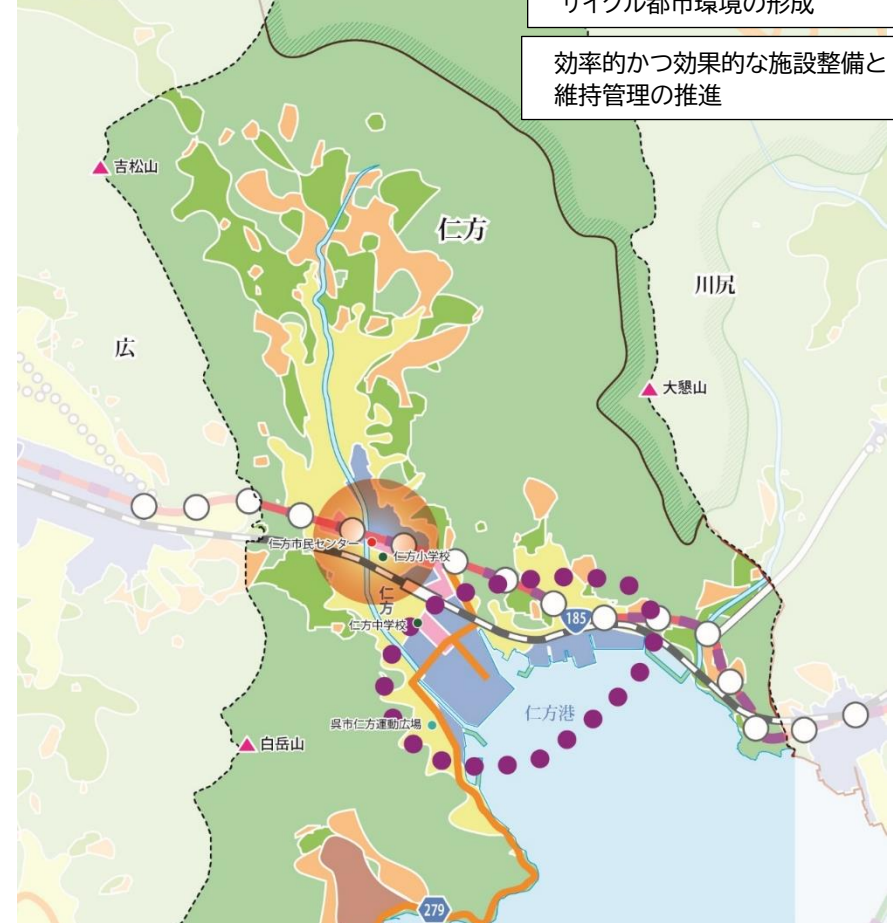 サイクル都市環境の形成
効率的かつ効果的な施設整備と
維持管理の推進
吉松山
仁方
川尻
広
大懇山
仁方市民センター
仁方小学校
仁方
仁方中学校
185
呉市仁方運動広場
仁方港
白岳山
279